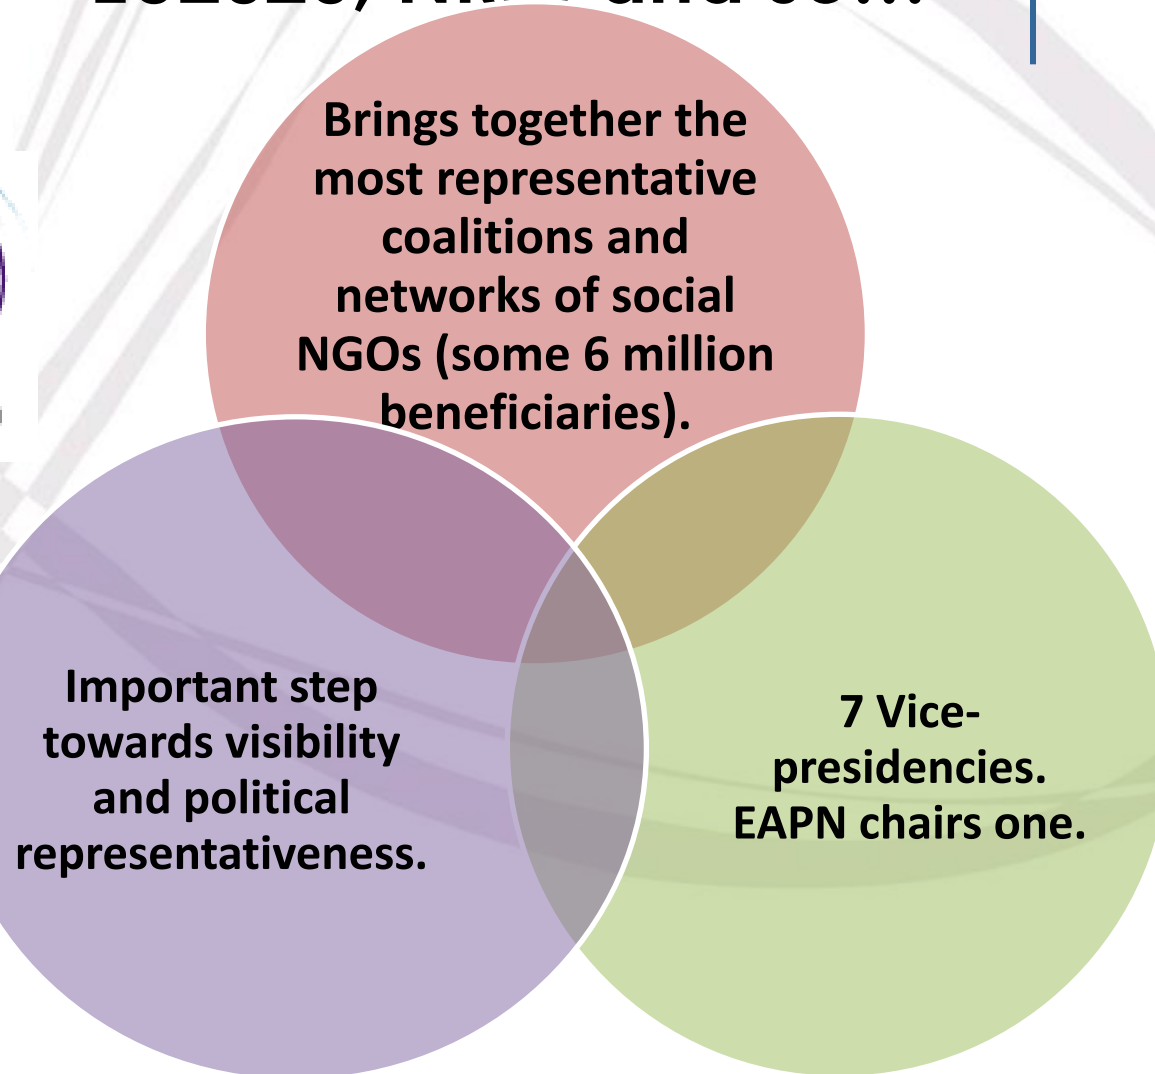 and
Brings together the
most representative
coalitions and
networks of social
NGOs (some 6 million
beneficiaries).
Important step
towards visibility
and political
representativeness.
7 Vice-
presidencies.
EAPN chairs one.